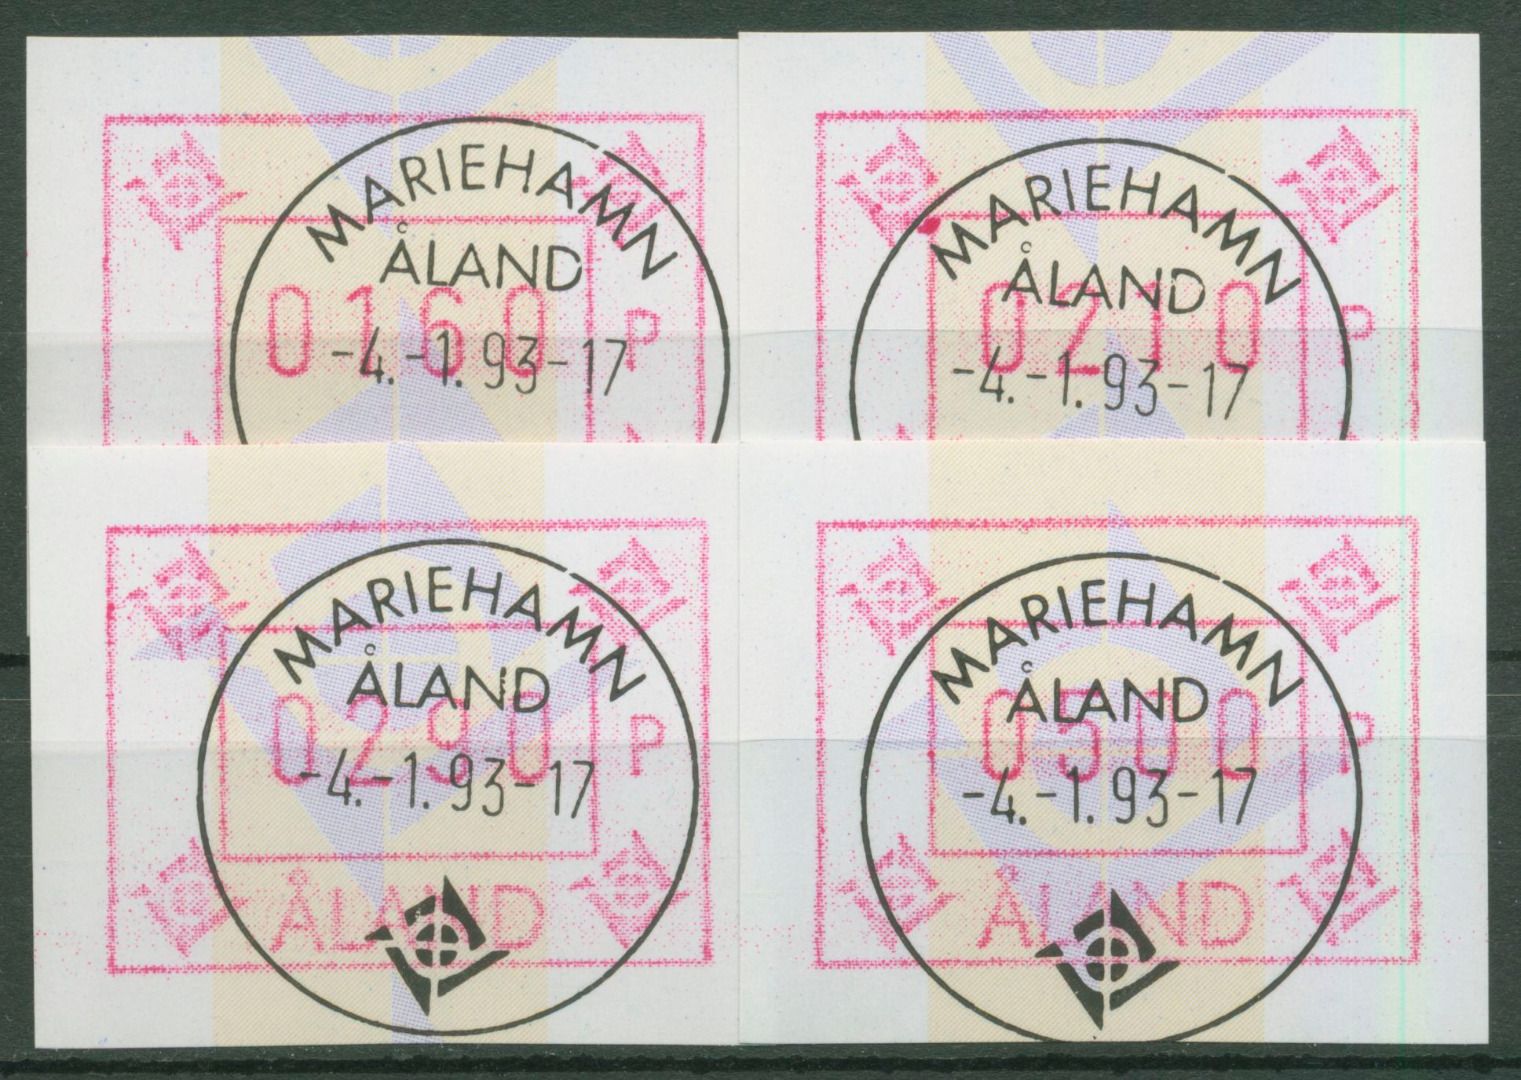 MARIEHAMN
ÅLAND
0160 P
-4.-1.93-17
MARIEHAMN
ÅLAND
0210 P
-4.-1.93-17
MARIEHAMN
ÅLAND
0290 P
-4.-1.93-17
ÅLAND
MARIEHAMN
ÅLAND
0500 P
-4.-1.93-17
ÅLAND